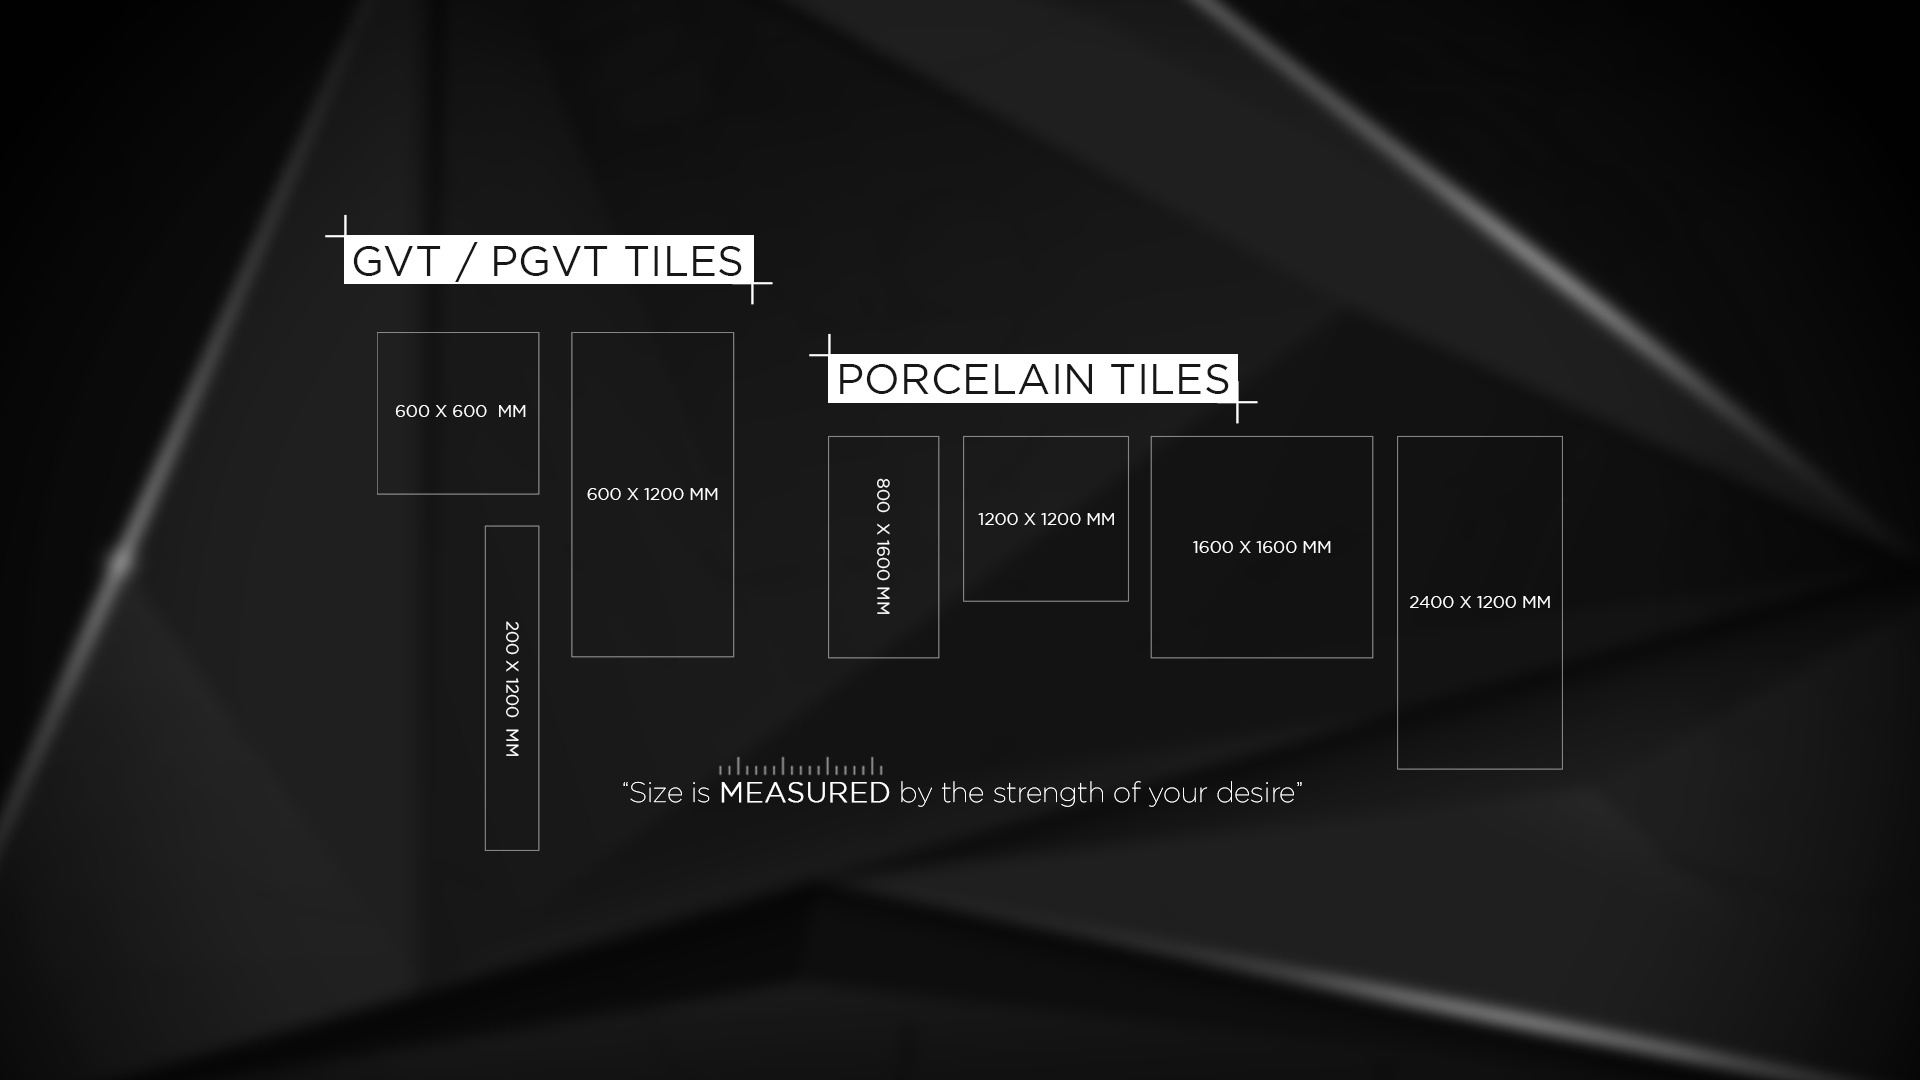 GVT / PGVT TILES
600 X 600  MM
600 X 1200 MM
200 X 1200 MM
PORCELAIN TILES
800 X 1600 MM
1200 X 1200 MM
1600 X 1600 MM
2400 X 1200 MM
“Size is MEASURED by the strength of your desire”